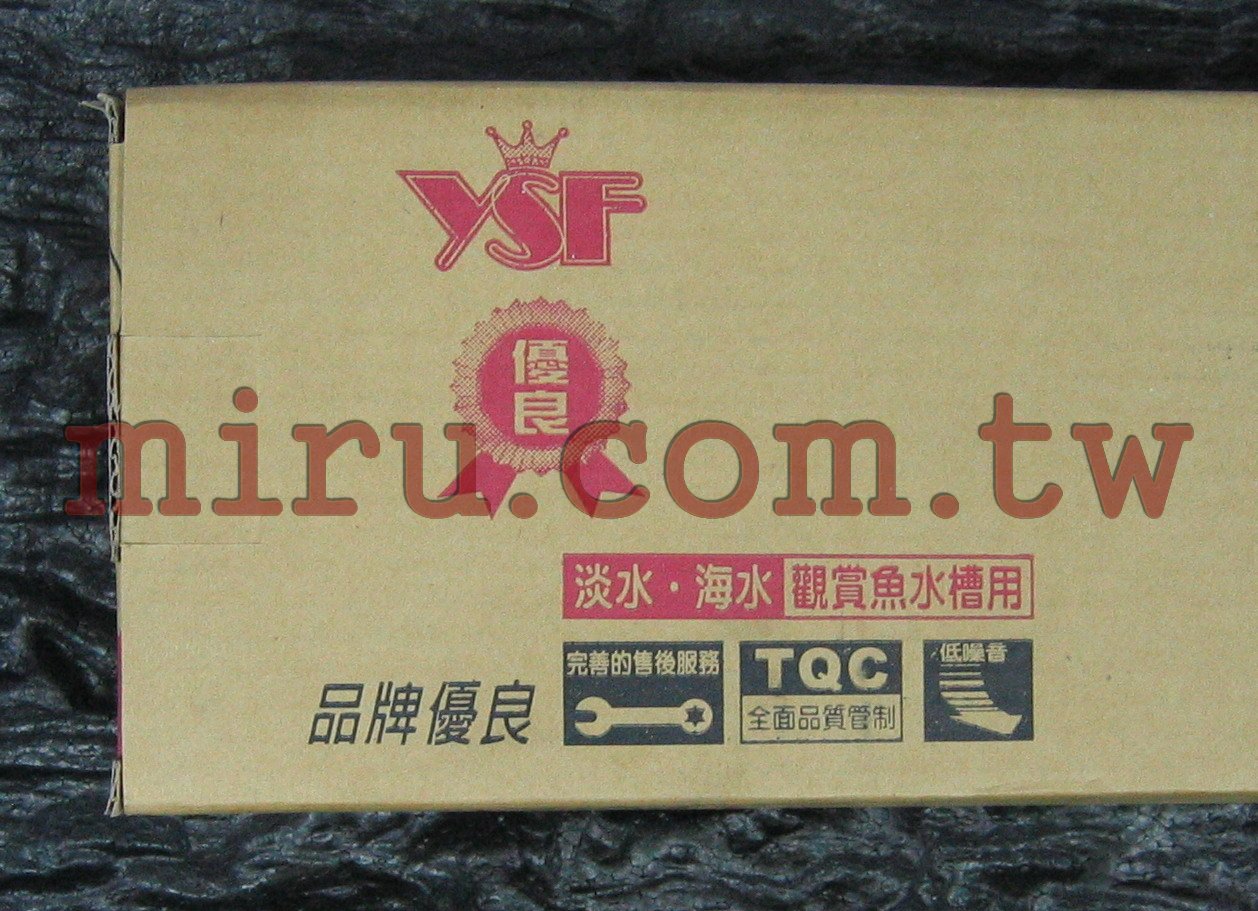 YSF
優
良
miru.com.tw
淡水・海水 觀賞魚水槽用
品牌優良
完善的售後服務
TQC
全面品質管制
低噪音